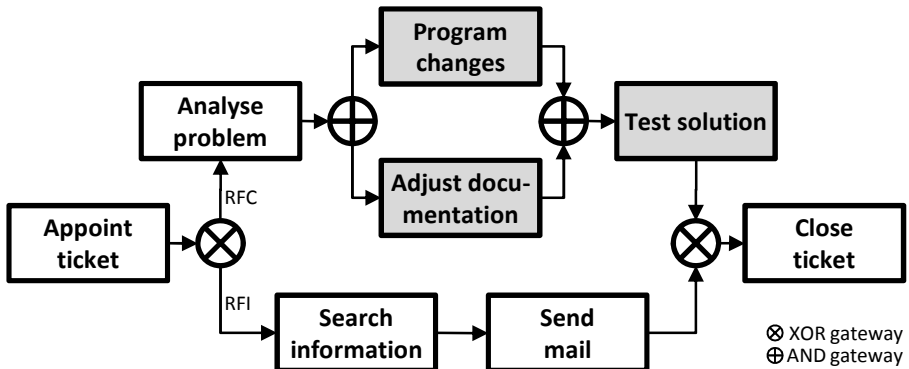 Program
changes
Analyse
problem
Test solution
Adjust docu-
mentation
RFC
Appoint
ticket
Close
ticket
RFI
Search
information
Send
mail
XOR gateway
AND gateway